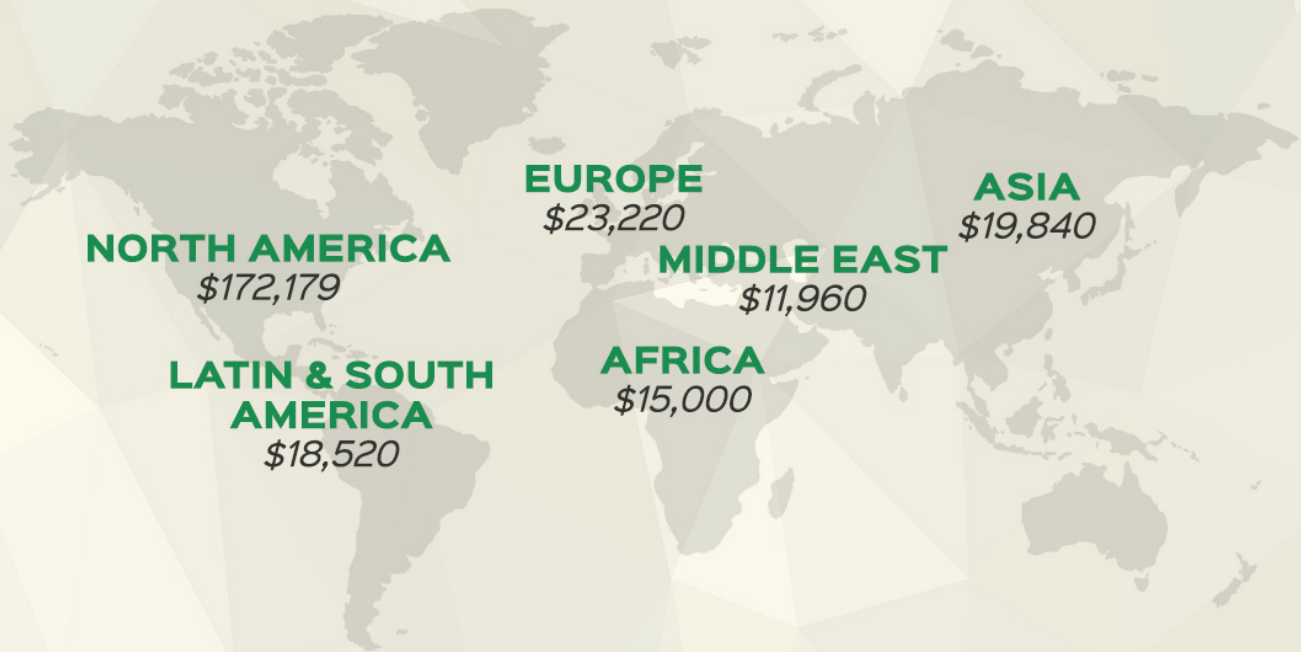 EUROPE
$23,220
ASIA
$19,840
NORTH AMERICA
$172,179
MIDDLE EAST
$11,960
LATIN & SOUTH
AMERICA
$18,520
AFRICA
$15,000